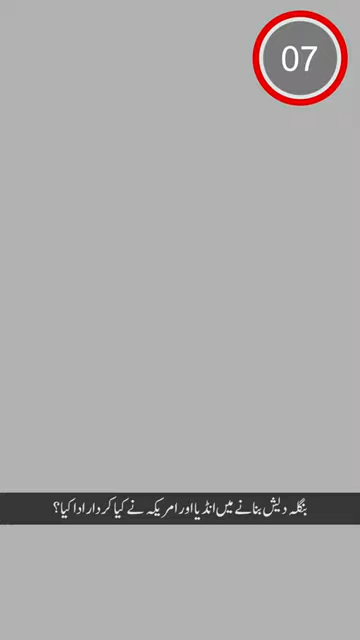 07
بنگلہ دیش بنانے میں انڈیا اور امریکہ نے کیا کردار ادا کیا؟